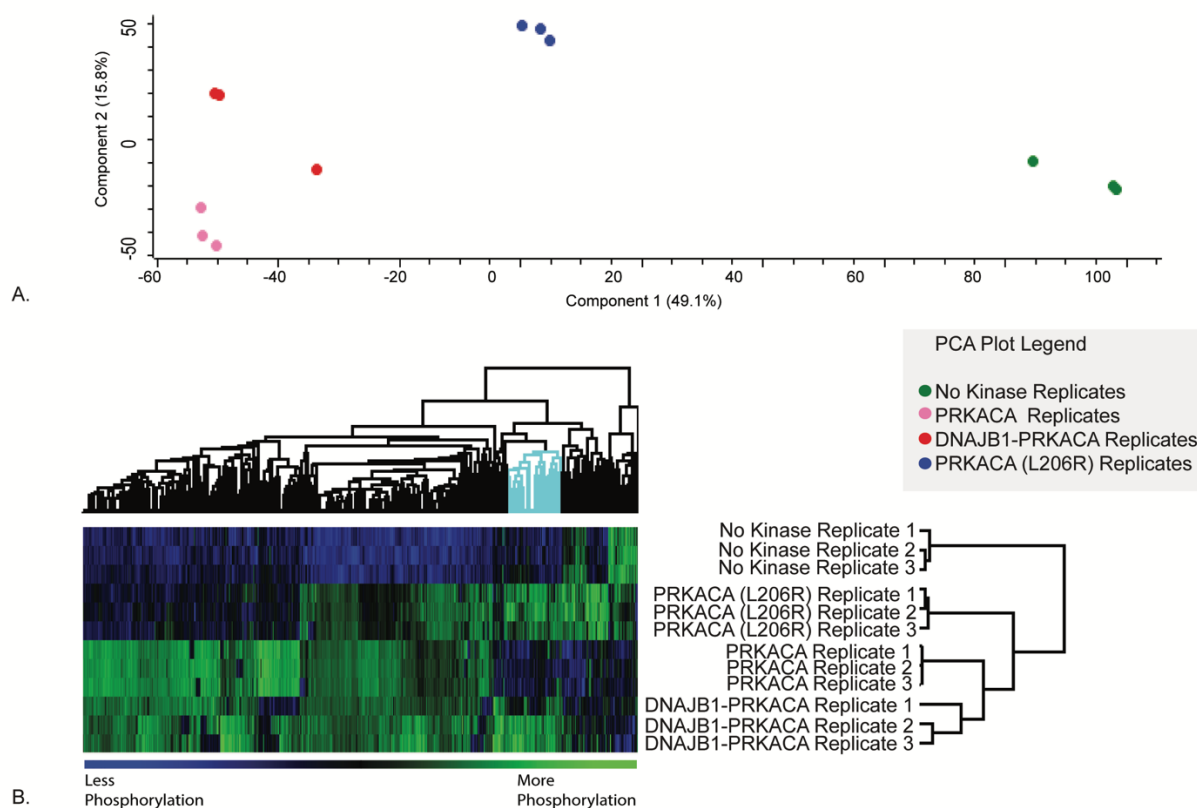 50
0
-50
Component 2 (15.8%)
-60
-40
-20
0
20
40
60
80
100
Component 1 (49.1%)
A.
PCA Plot Legend
No Kinase Replicates
PRKACA Replicates
DNAJB1-PRKACA Replicates
PRKACA (L206R) Replicates
No Kinase Replicate 1
No Kinase Replicate 2
No Kinase Replicate 3
PRKACA (L206R) Replicate 1
PRKACA (L206R) Replicate 2
PRKACA (L206R) Replicate 3
PRKACA Replicate 1
PRKACA Replicate 2
PRKACA Replicate 3
DNAJB1-PRKACA Replicate 1
DNAJB1-PRKACA Replicate 2
DNAJB1-PRKACA Replicate 3
Less
Phosphorylation
More
Phosphorylation
B.